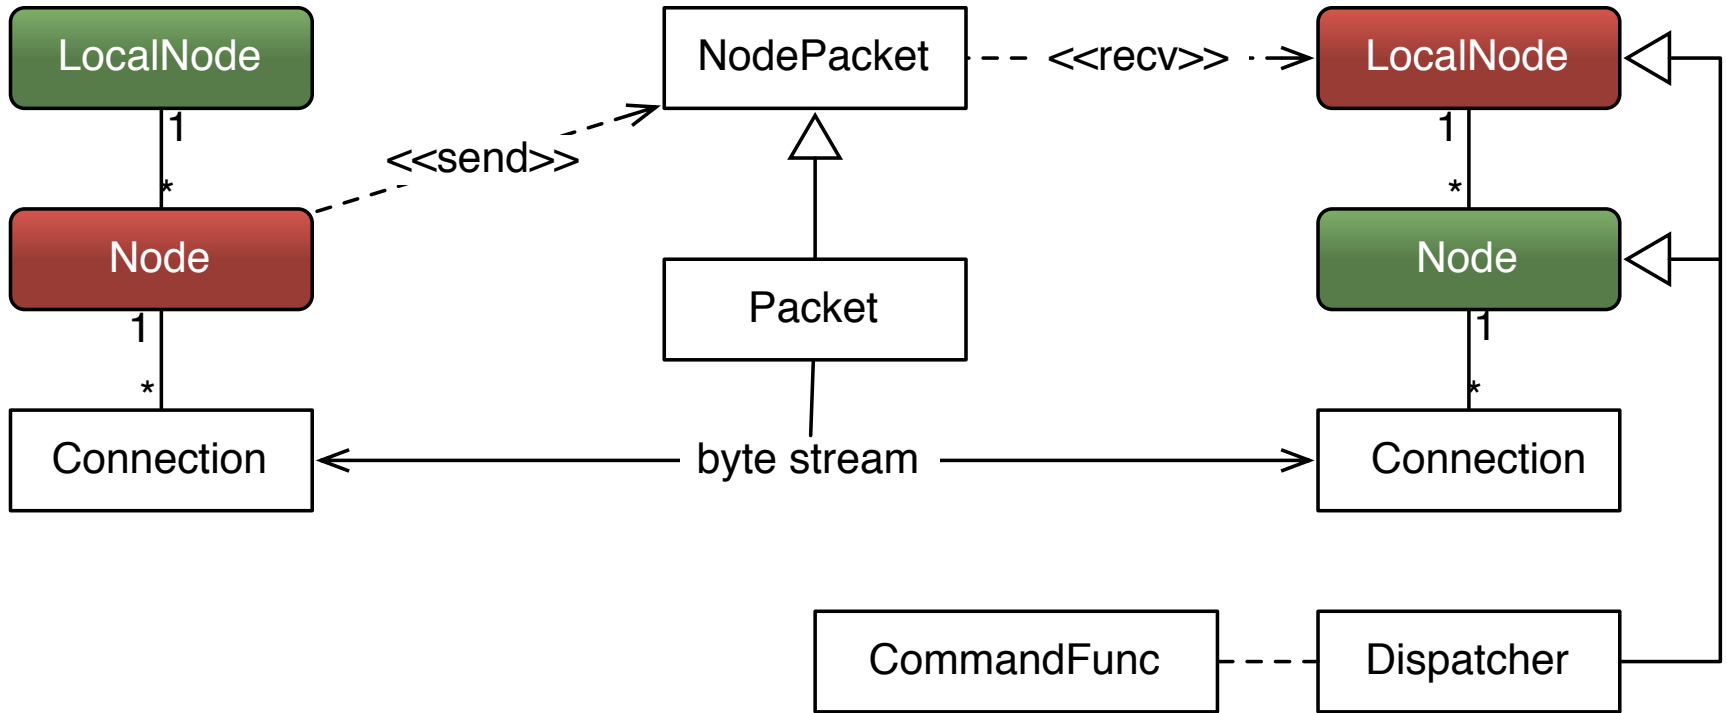 LocalNode
NodePacket
<<recv>>
LocalNode
1
1
<<send>>
*
*
Node
Node
Packet
1
1
*
*
Connection
byte stream
Connection
CommandFunc
Dispatcher